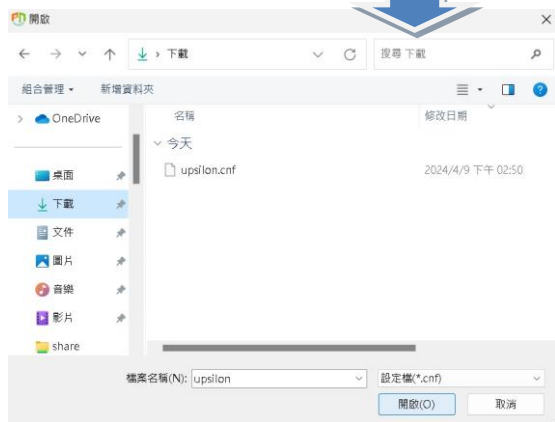 開啟
下載
搜尋 下載
組合管理
新增資料夾
OneDrive
名稱
修改日期
今天
桌面
upsilon.cnf
2024/4/9 下午 02:50
下載
文件
圖片
音樂
影片
share
檔案名稱(N): upsilon
設定檔(*.cnf)
開啟(O)
取消